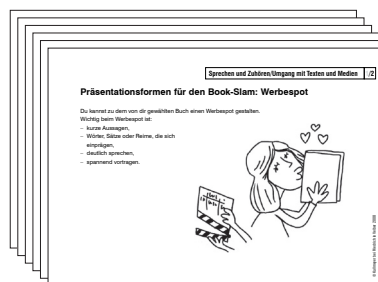 Sprechen und Zuhören/Umgang mit Texten und Medien /2
Präsentationsformen für den Book-Slam: Werbespot
Du kannst zu dem von dir gewählten Buch einen Werbespot gestalten.
Wichtig beim Werbespot ist:
– kurze Aussagen,
– Wörter, Sätze oder Reime, die sich
einprägen,
– deutlich sprechen,
– spannend vortragen.